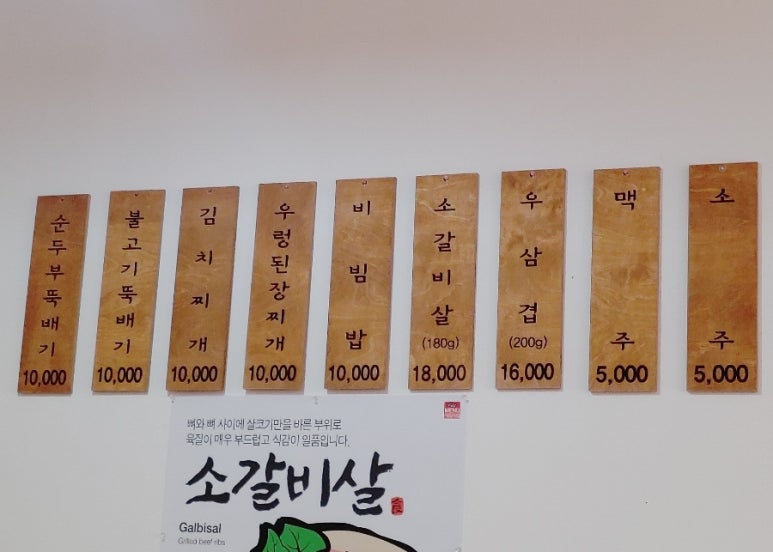 순두부뚝배기
10,000
불고기뚝배기
10,000
김치찌개
10,000
우렁된장찌개
10,000
비빔밥
10,000
소갈비살
(180g)
18,000
우삼겹
(200g)
16,000
맥주
5,000
소주
5,000
MENU
뼈와 뼈 사이에 살코기만을 바른 부위로
육질이 매우 부드럽고 식감이 일품입니다.
소갈비살
Galbisal
Grilled beef ribs